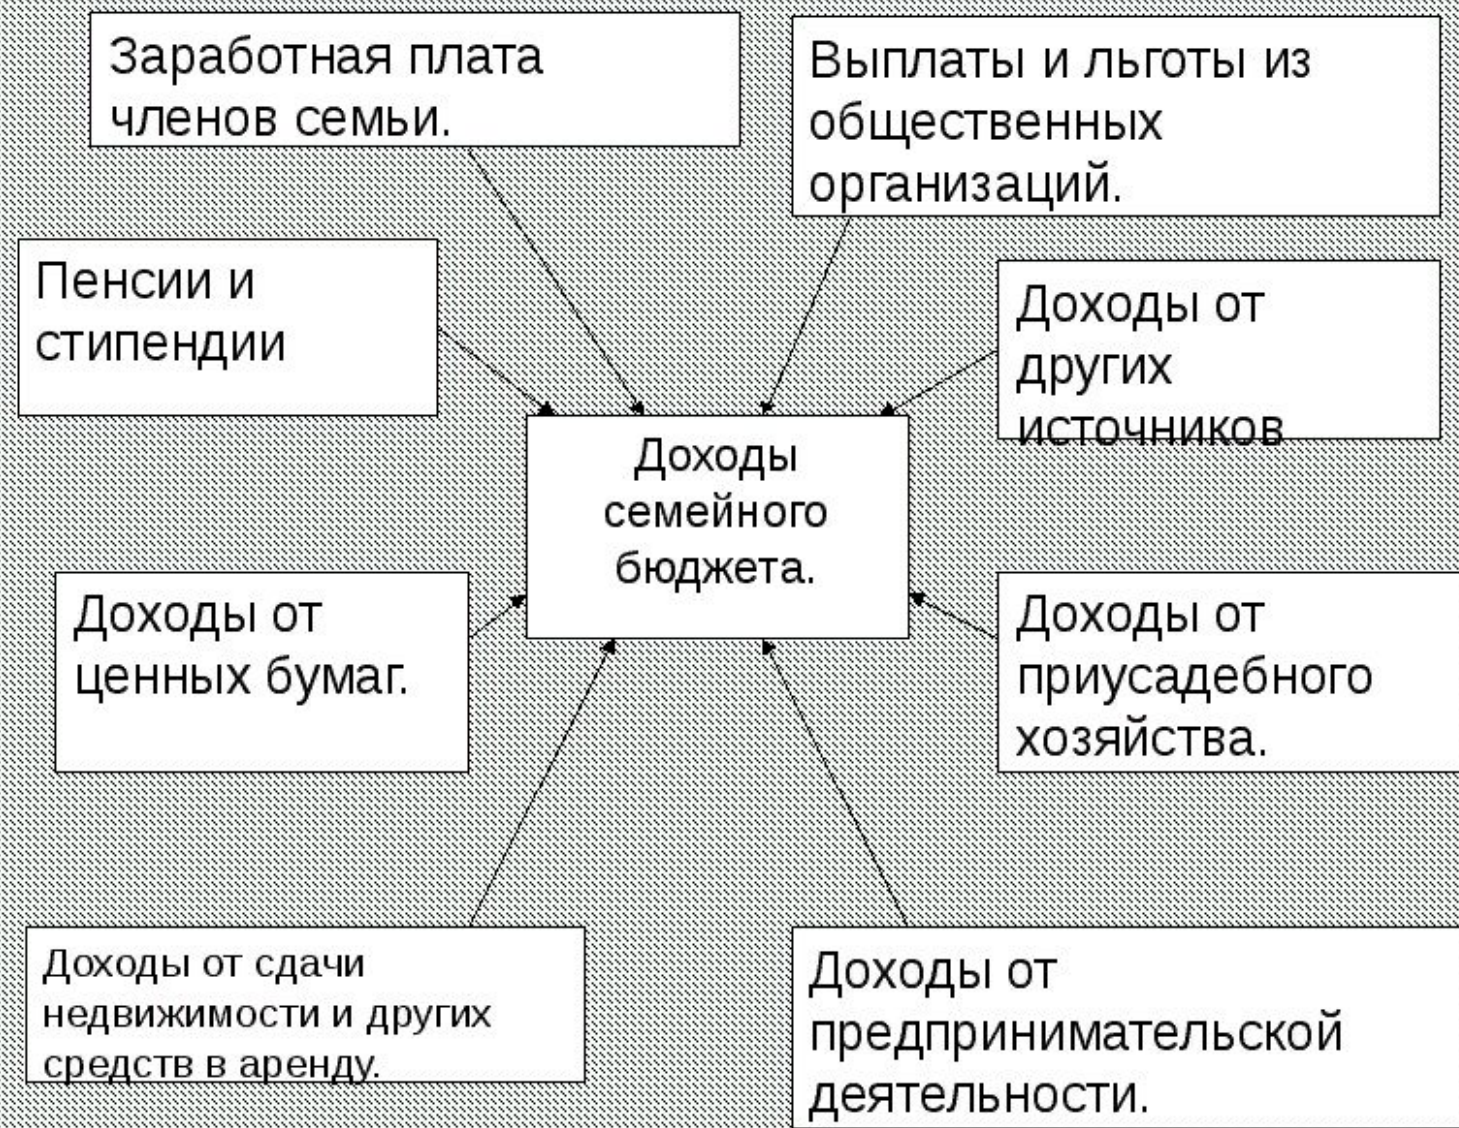 Заработная плата
членов семьи.
Выплаты и льготы из
общественных
организаций.
Пенсии и
стипендии
Доходы от
других
источников
Доходы
семейного
бюджета.
Доходы от
ценных бумаг.
Доходы от
приусадебного
хозяйства.
Доходы от сдачи
недвижимости и других
средств в аренду.
Доходы от
предпринимательской
деятельности.